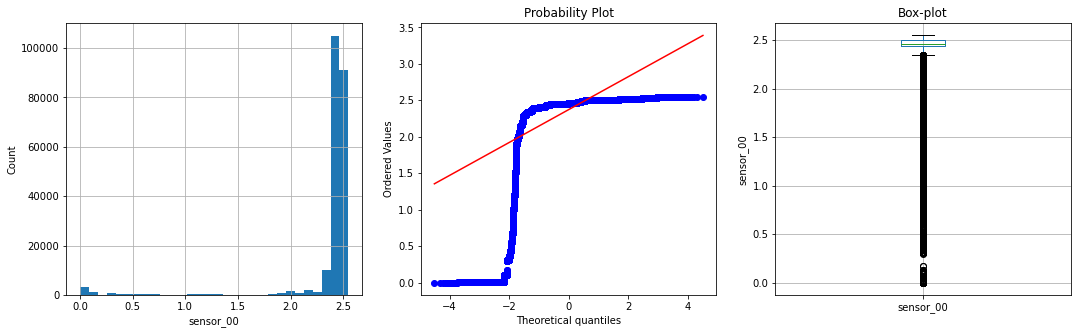 Count
100000
80000
60000
40000
20000
0
0.0 0.5 1.0 1.5 2.0 2.5
sensor_00
Probability Plot
Ordered Values
3.5
3.0
2.5
2.0
1.5
1.0
0.5
0.0
−4 −2 0 2 4
Theoretical quantiles
Box-plot
sensor_00
2.5
2.0
1.5
1.0
0.5
0.0
sensor_00